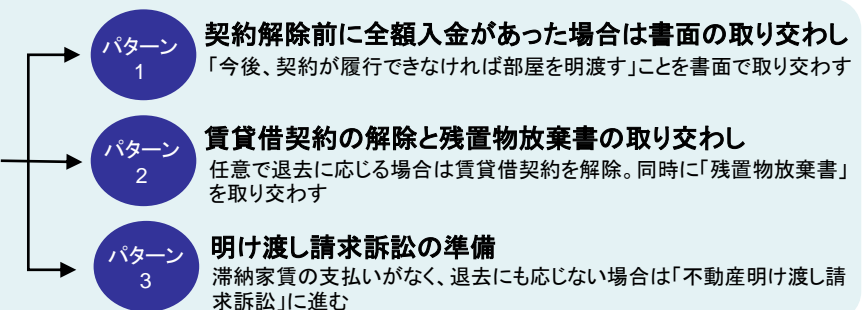 パターン
1
契約解除前に全額入金があった場合は書面の取り交わし
「今後、契約が履行できなければ部屋を明渡す」ことを書面で取り交わす
パターン
2
賃貸借契約の解除と残置物放棄書の取り交わし
任意で退去に応じる場合は賃貸借契約を解除。同時に「残置物放棄書」
を取り交わす
パターン
3
明け渡し請求訴訟の準備
滞納家賃の支払いがなく、退去にも応じない場合は「不動産明け渡し請
求訴訟」に進む